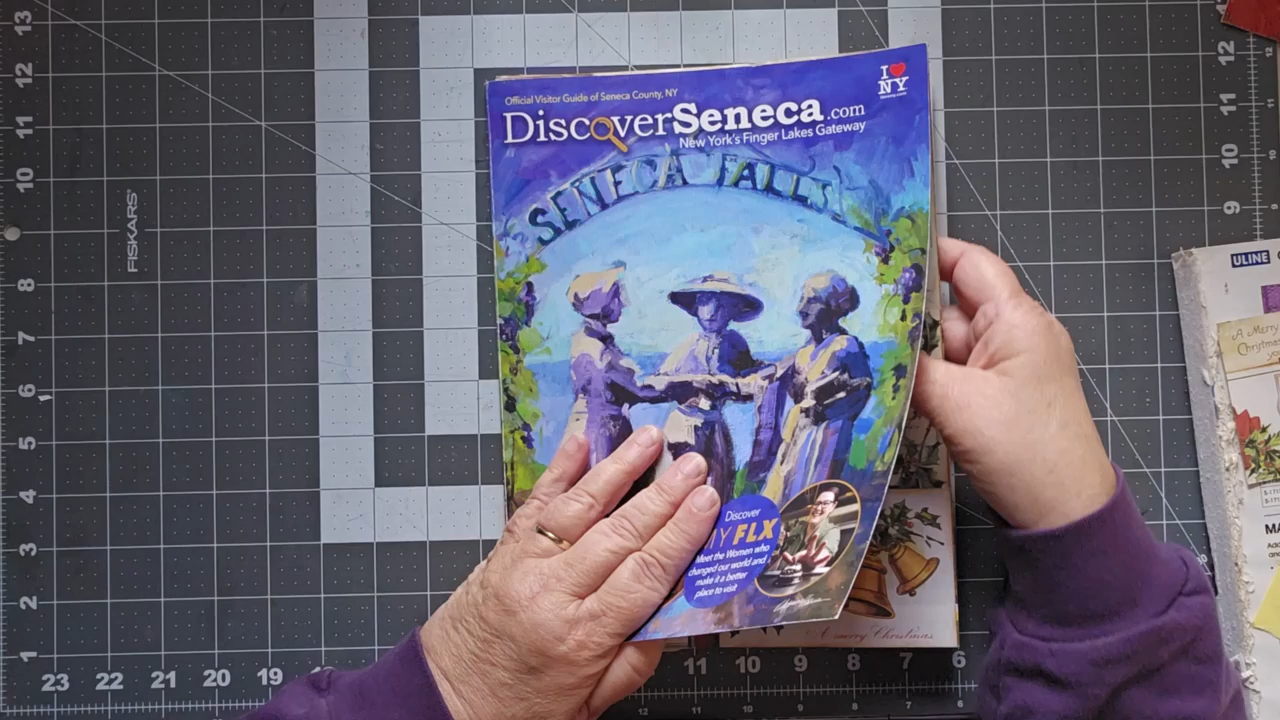 Official Visitor Guide of Seneca County, NY
DiscoverSeneca.com
New York's Finger Lakes Gateway
I
NY
SENECA FALLS
Discover
MY FLX
Meet the Women who
changed our world and
make it a better
place to visit
A merry Christmas
FISKARS
ULINE
A Merry
Christmas
13
12
11
10
8
7
6
5
4
3
2
1
23 22 21 20 19
11 10 9 8 7 6
12
11
10
9